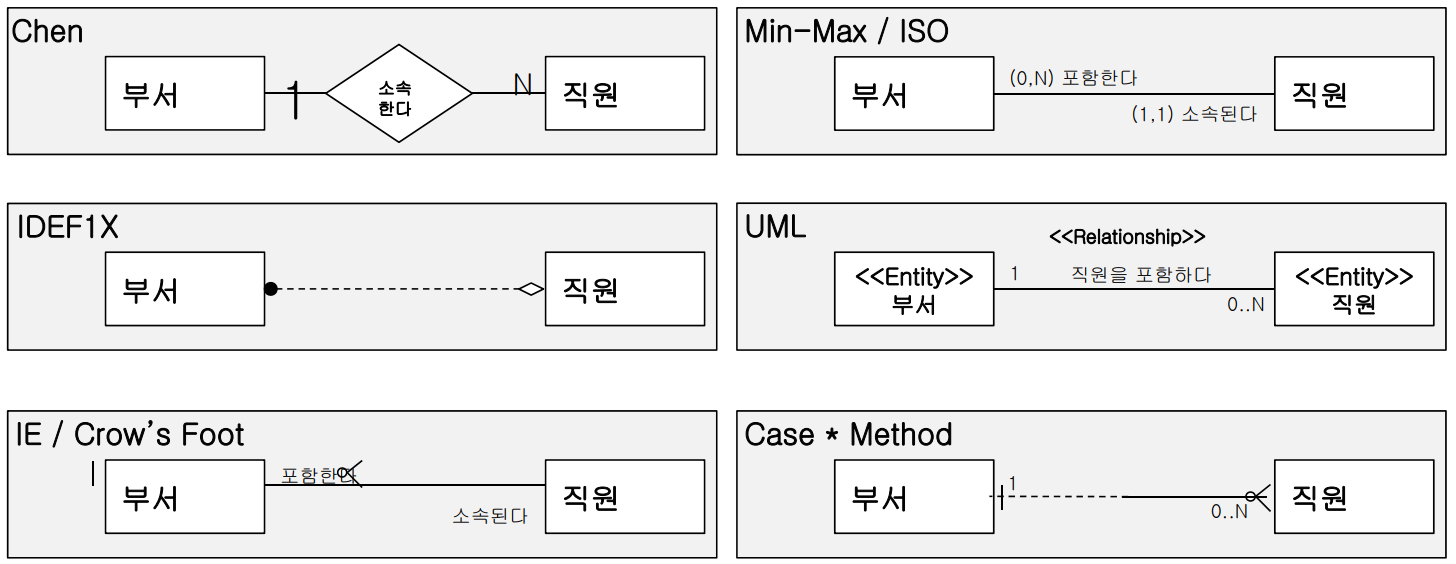 Chen
부서
1
소속
한다
N
직원
Min-Max / ISO
부서
(0,N) 포함한다
(1,1) 소속된다
직원
IDEF1X
부서
직원
UML
<<Relationship>>
<<Entity>>
부서
1
직원을 포함하다
0..N
<<Entity>>
직원
IE / Crow's Foot
부서
포함한다
소속된다
직원
Case * Method
부서
1
0..N
직원